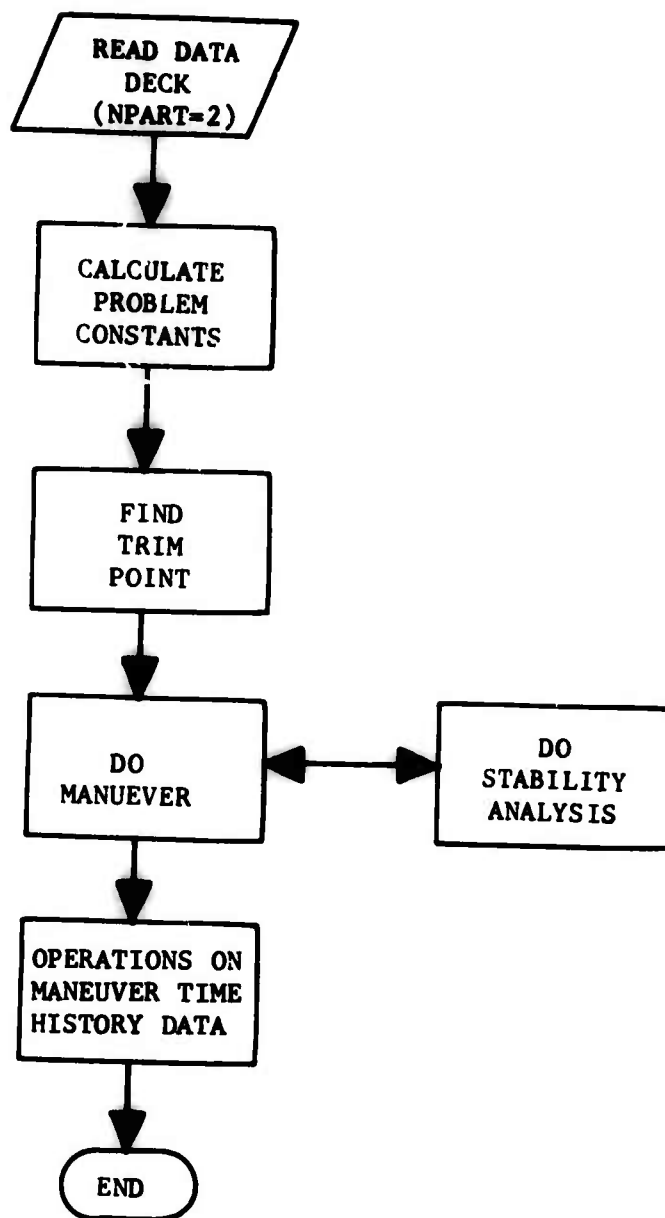 READ DATA
DECK
(NPART=2)
CALCULATE
PROBLEM
CONSTANTS
FIND
TRIM
POINT
DO
MANUEVER
DO
STABILITY
ANALYSIS
OPERATIONS ON
MANEUVER TIME
HISTORY DATA
END